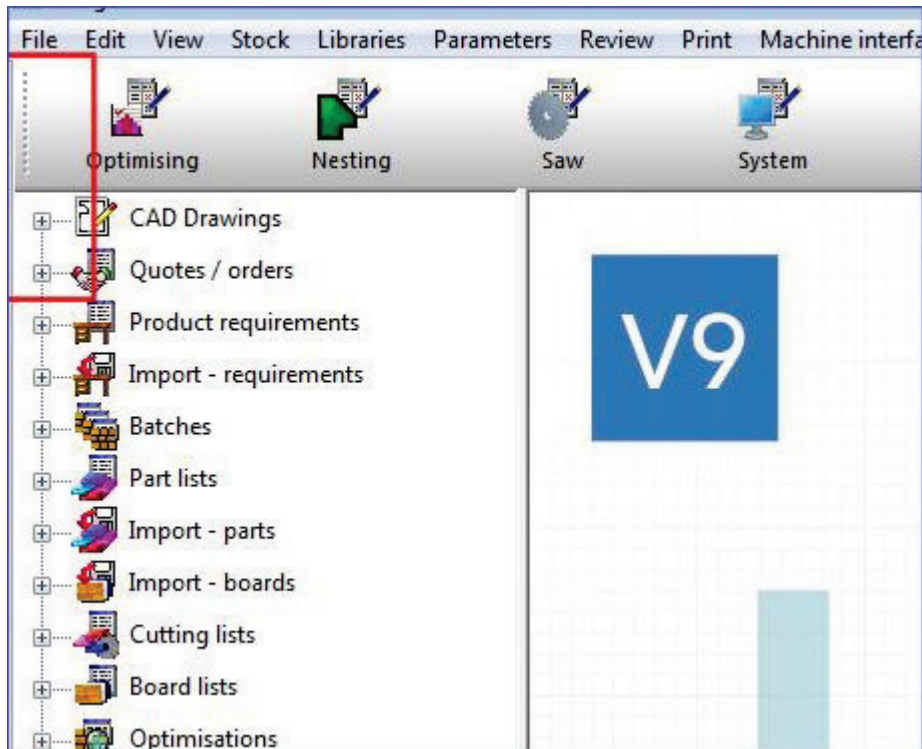 File Edit View Stock Libraries Parameters Review Print Machine interfa
Optimising Nesting Saw System
CAD Drawings
Quotes / orders
Product requirements
Import - requirements
Batches
Part lists
Import - parts
Import - boards
Cutting lists
Board lists
Optimisations
V9